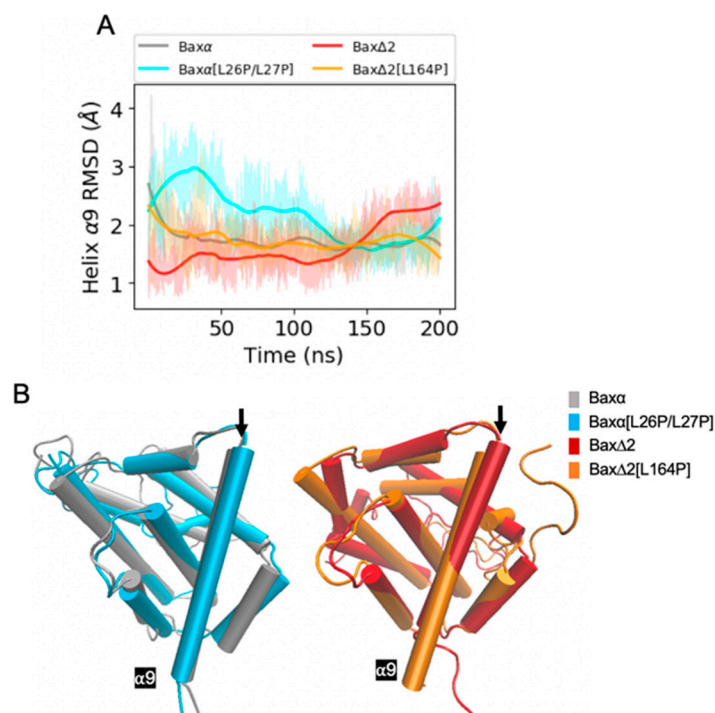 A
Baxα BaxΔ2
Baxα[L26P/L27P] BaxΔ2[L164P]
Helix α9 RMSD (Å)
4
3
2
1
50 100 150 200
Time (ns)
B
Baxα
Baxα[L26P/L27P]
BaxΔ2
BaxΔ2[L164P]
α9 α9